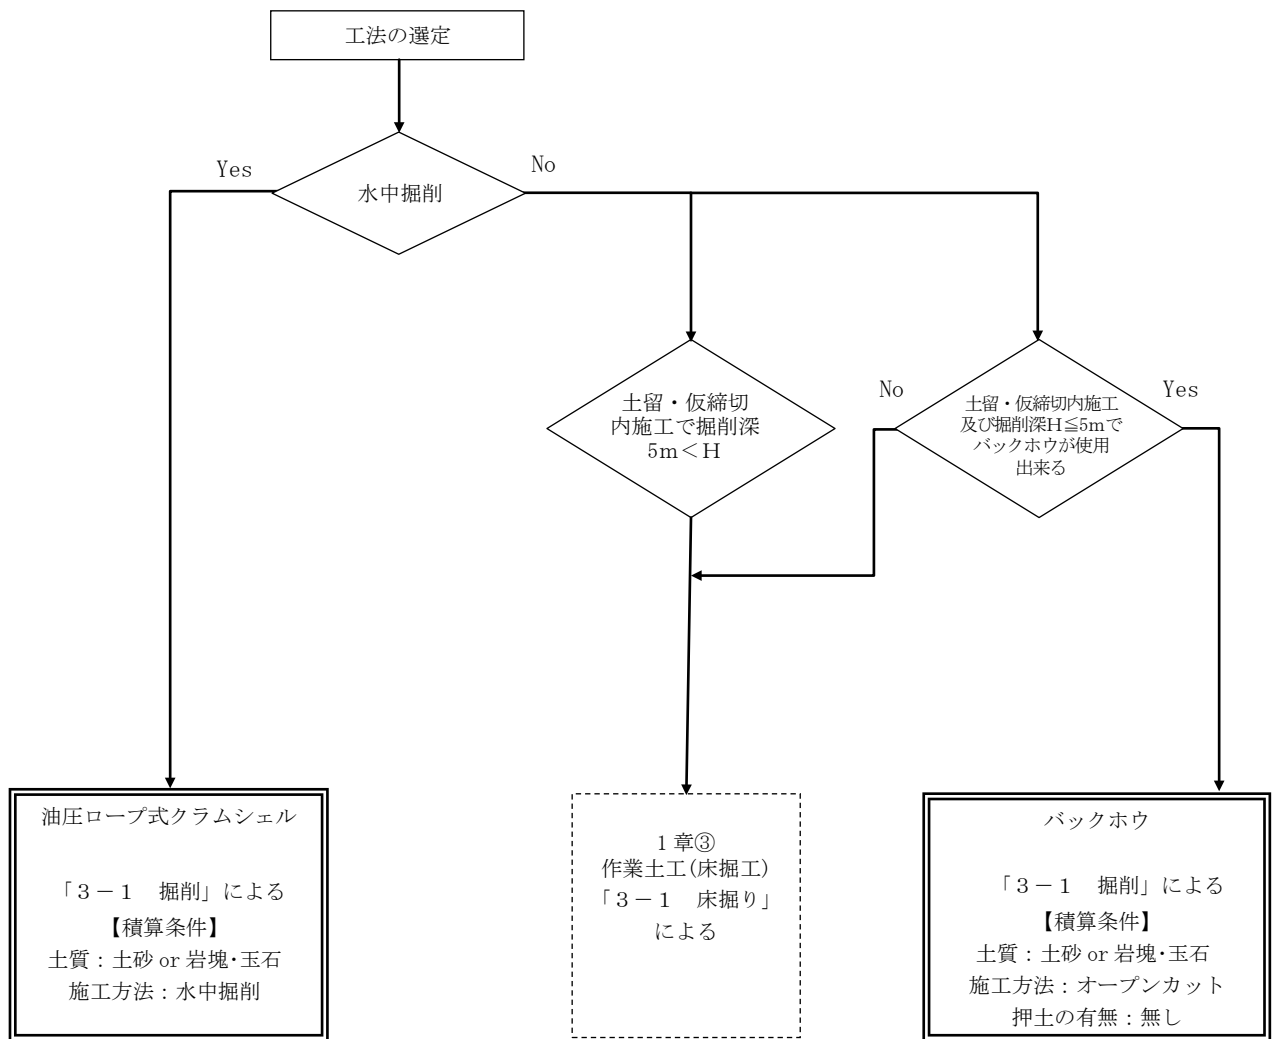 工法の選定
Yes
No
水中掘削
土留・仮締切
内施工で掘削深
5m＜H
No
Yes
土留・仮締切内施工
及び掘削深H≦5mで
バックホウが使用
出来る
油圧ロープ式クラムシェル
「３－１　掘削」による
【積算条件】
土質：土砂 or 岩塊・玉石
施工方法：水中掘削
1 章③
作業土工(床掘工)
「３－１　床掘り」
による
バックホウ
「３－１　掘削」による
【積算条件】
土質：土砂 or 岩塊・玉石
施工方法：オープンカット
押土の有無：無し